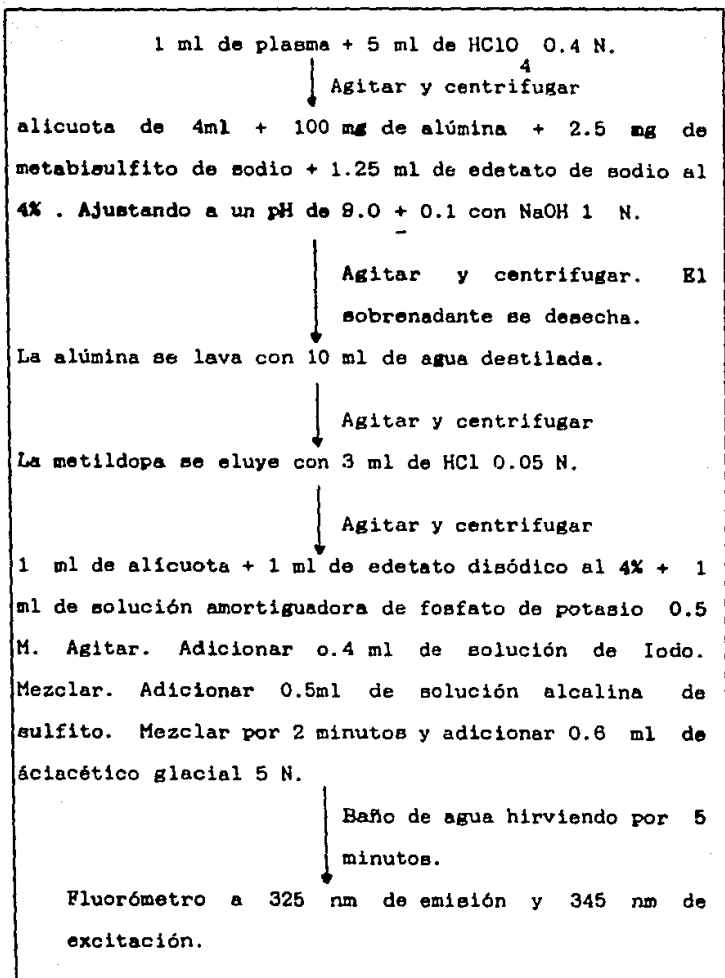 1 ml de plasma + 5 ml de HClO4 0.4 N.
Agitar y centrifugar
alicuota de 4ml + 100 mg de alúmina + 2.5 mg de
metabisulfito de sodio + 1.25 ml de edetato de sodio al
4% . Ajustando a un pH de 9.0 ± 0.1 con NaOH 1 N.
Agitar y centrifugar. El
sobrenadante se desecha.
La alúmina se lava con 10 ml de agua destilada.
Agitar y centrifugar
La metildopa se eluye con 3 ml de HCl 0.05 N.
Agitar y centrifugar
1 ml de alícuota + 1 ml de edetato disódico al 4% + 1
ml de solución amortiguadora de fosfato de potasio 0.5
M. Agitar. Adicionar o.4 ml de solución de Iodo.
Mezclar. Adicionar 0.5ml de solución alcalina de
sulfito. Mezclar por 2 minutos y adicionar 0.6 ml de
áciacético glacial 5 N.
Baño de agua hirviendo por 5
minutos.
Fluorómetro a 325 nm de emisión y 345 nm de
excitación.